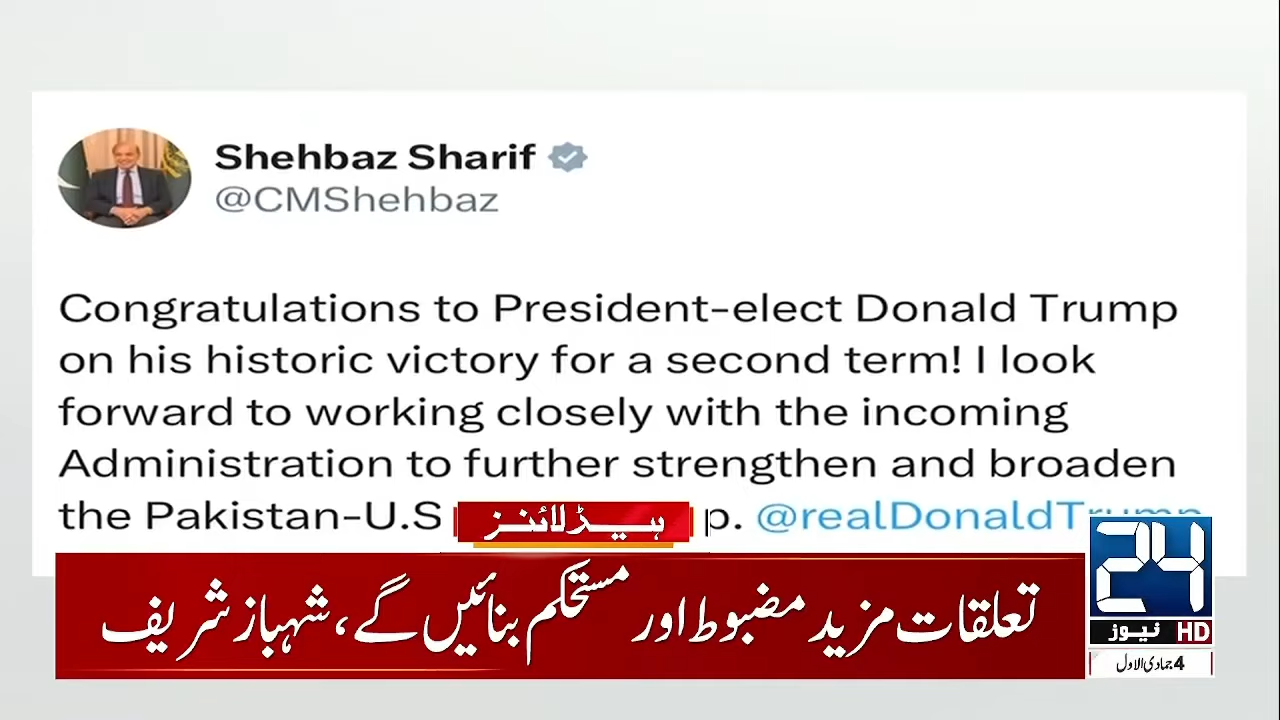 Shehbaz Sharif
@CMShehbaz
Congratulations to President-elect Donald Trump
on his historic victory for a second term! I look
forward to working closely with the incoming
Administration to further strengthen and broaden
the Pakistan-U.S p. @realDonaldTrump
ہیڈلائنز
تعلقات مزید مضبوط اور مستحکم بنائیں گے، شہباز شریف
24
نیوز HD
4 جمادی الاول